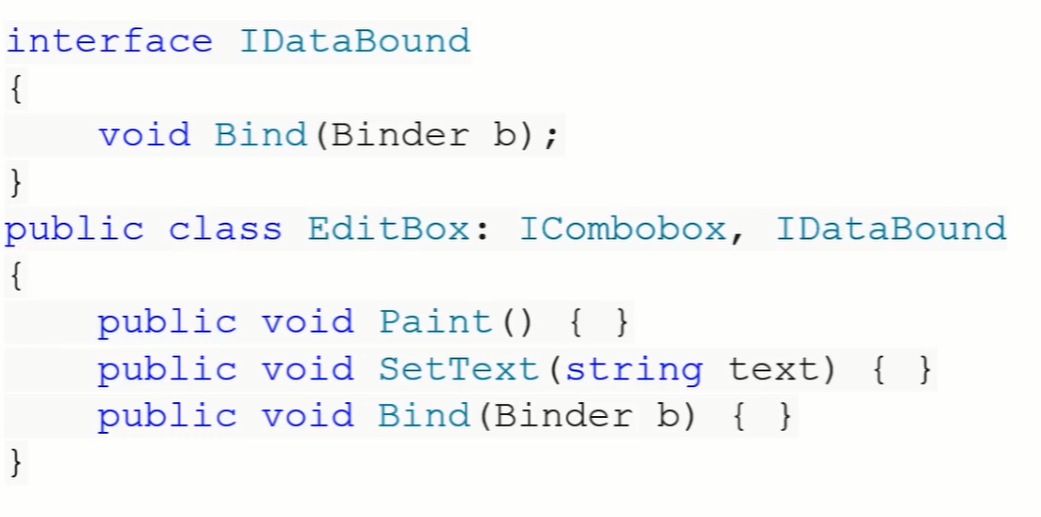 interface IDataBound
{
    void Bind(Binder b);
}
public class EditBox: ICombobox, IDataBound
{
    public void Paint() { }
    public void SetText(string text) { }
    public void Bind(Binder b) { }
}